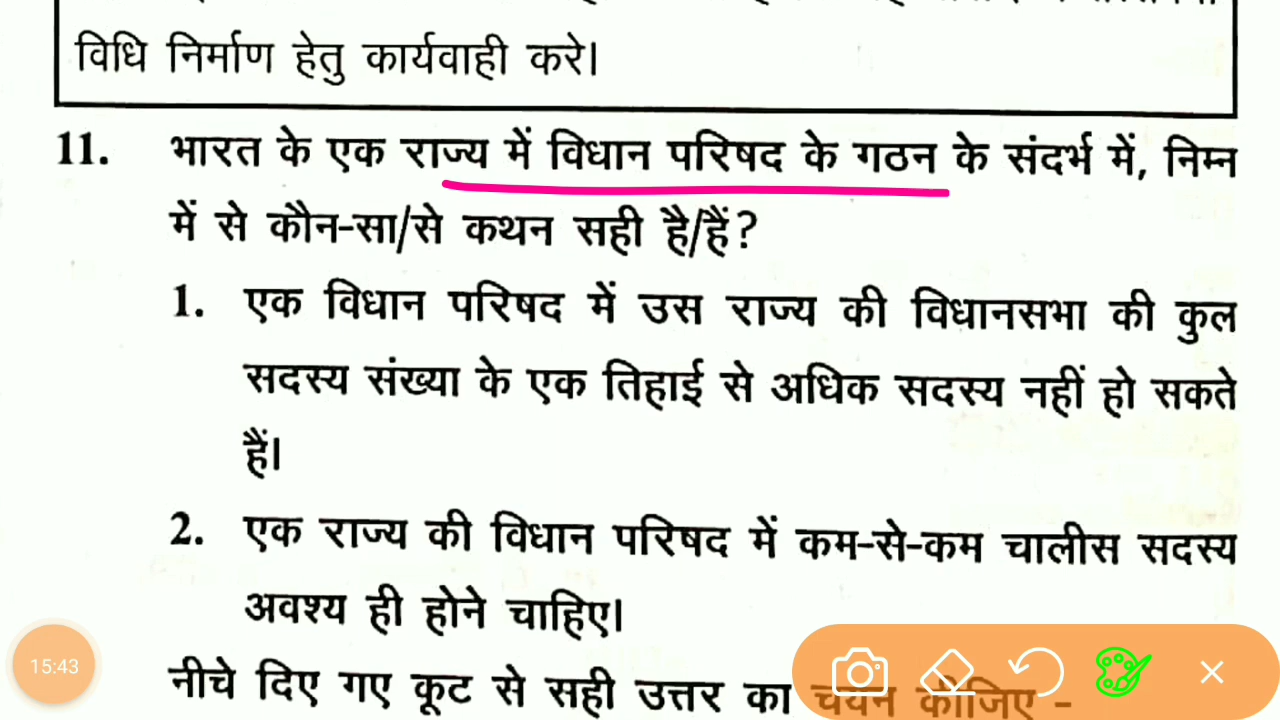 विधि निर्माण हेतु कार्यवाही करे।
11. भारत के एक राज्य में विधान परिषद के गठन के संदर्भ में, निम्न
में से कौन-सा/से कथन सही है/हैं?
1. एक विधान परिषद में उस राज्य की विधानसभा की कुल
सदस्य संख्या के एक तिहाई से अधिक सदस्य नहीं हो सकते
हैं।
2. एक राज्य की विधान परिषद में कम-से-कम चालीस सदस्य
अवश्य ही होने चाहिए।
नीचे दिए गए कूट से सही उत्तर का चयन कीजिए -
15:43